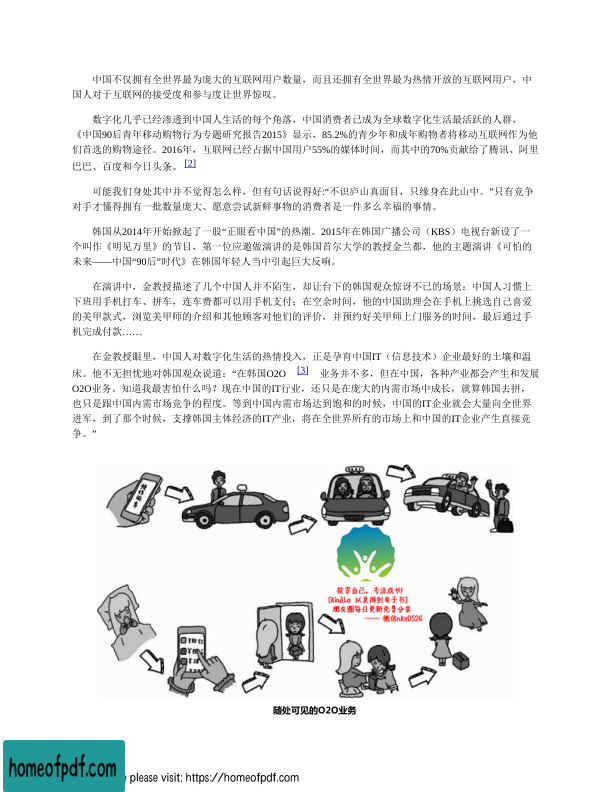 中国不仅拥有全世界最为庞大的互联网用户数量，而且还拥有全世界最为热情开放的互联网用户，中
国人对于互联网的接受度和参与度让世界惊叹。
数字化几乎已经渗透到中国人生活的每个角落，中国消费者已成为全球数字化生活最活跃的人群，
《中国90后青年移动购物行为专题研究报告2015》显示，85.2%的青少年和成年购物者将移动互联网作为他
们首选的购物途径。2016年，互联网已经占据中国用户55%的媒体时间，而其中的70%贡献给了腾讯、阿里
巴巴、百度和今日头条。[2]
可能我们身处其中并不觉得怎么样，但有句话说得好:“不识庐山真面目，只缘身在此山中。”只有竞争
对手才懂得拥有一批数量庞大、愿意尝试新鲜事物的消费者是一件多么幸福的事情。
韩国从2014年开始掀起了一股“正眼看中国”的热潮。2015年在韩国广播公司（KBS）电视台新设了一
个叫作《明见万里》的节目，第一位应邀做演讲的是韩国首尔大学的教授金兰都，他的主题演讲《可怕的
未来——中国“90后”时代》在韩国年轻人当中引起巨大反响。
在演讲中，金教授描述了几个中国人并不陌生，却让台下的韩国观众惊讶不已的场景：中国人习惯上
下班用手机打车、拼车，连车费都可以用手机支付；在空余时间，他的中国助理会在手机上挑选自己喜爱
的美甲款式，浏览美甲师的介绍和其他顾客对他们的评价，并预约好美甲师上门服务的时间，最后通过手
机完成付款……
在金教授眼里，中国人对数字化生活的热情投入，正是孕育中国IT（信息技术）企业最好的土壤和温
床。他不无担忧地对韩国观众说道：“在韩国O2O [3] 业务并不多，但在中国，各种产业都会产生和发展
O2O业务。知道我最害怕什么吗？现在中国的IT行业，还只是在庞大的内需市场中成长，就算韩国去拼，
也只是跟中国内需市场竞争的程度。等到中国内需市场达到饱和的时候，中国的IT企业就会大量向全世界
进军，到了那个时候，支撑韩国主体经济的IT产业，将在全世界所有的市场上和中国的IT企业产生直接竞
争。”
投资自己，专注成长!
[Kindle 从里得到电子书]
朋友圈每日更新免费分享
—— 微信nks0526
随处可见的O2O业务
homeofpdf.com
please visit: https://homeofpdf.com